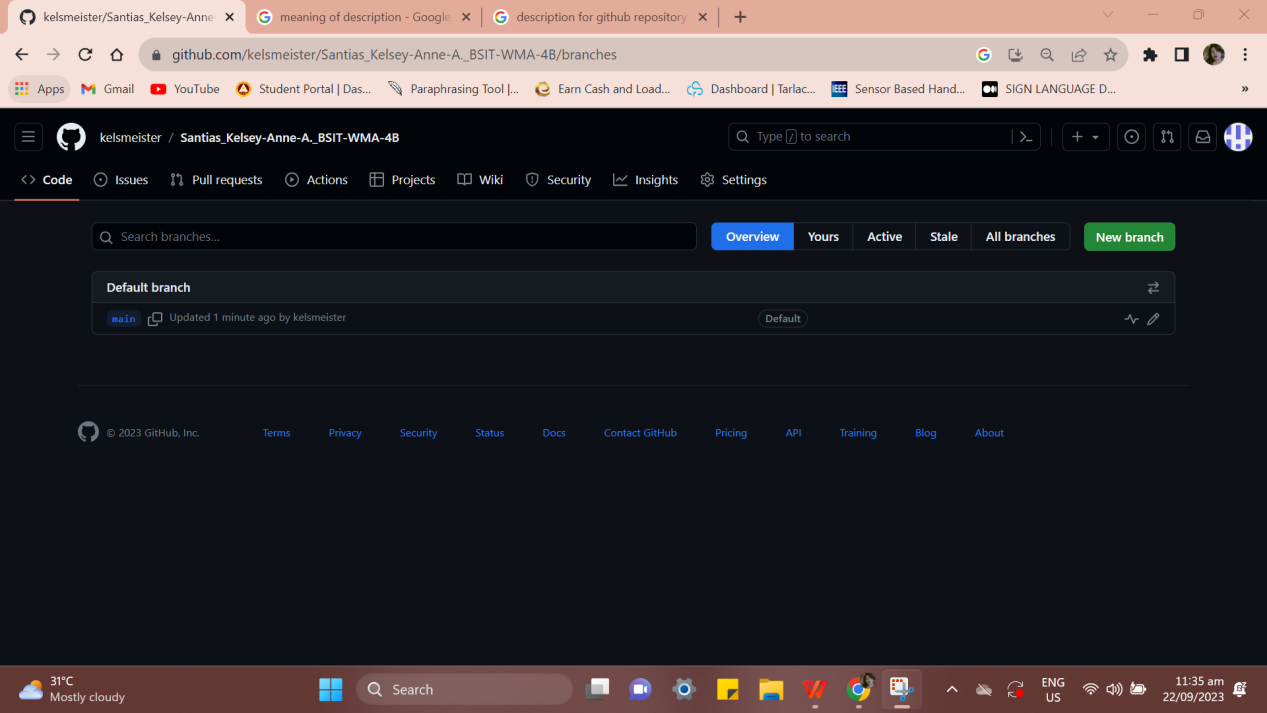 kelsmeister/Santias_Kelsey-Anne
meaning of description - Google
description for github repository
github.com/kelsmeister/Santias_Kelsey-Anne-A._BSIT-WMA-4B/branches
Apps Gmail YouTube Student Portal | Das... Paraphrasing Tool |... Earn Cash and Load... Dashboard | Tarlac... IEEE Sensor Based Hand... SIGN LANGUAGE D... »
kelsmeister / Santias_Kelsey-Anne-A._BSIT-WMA-4B Type / to search
Code Issues Pull requests Actions Projects Wiki Security Insights Settings
Search branches... Overview Yours Active Stale All branches New branch
Default branch
main Updated 1 minute ago by kelsmeister Default
© 2023 GitHub, Inc. Terms Privacy Security Status Docs Contact GitHub Pricing API Training Blog About
31°C
Mostly cloudy
Search
ENG
US
11:35 am
22/09/2023